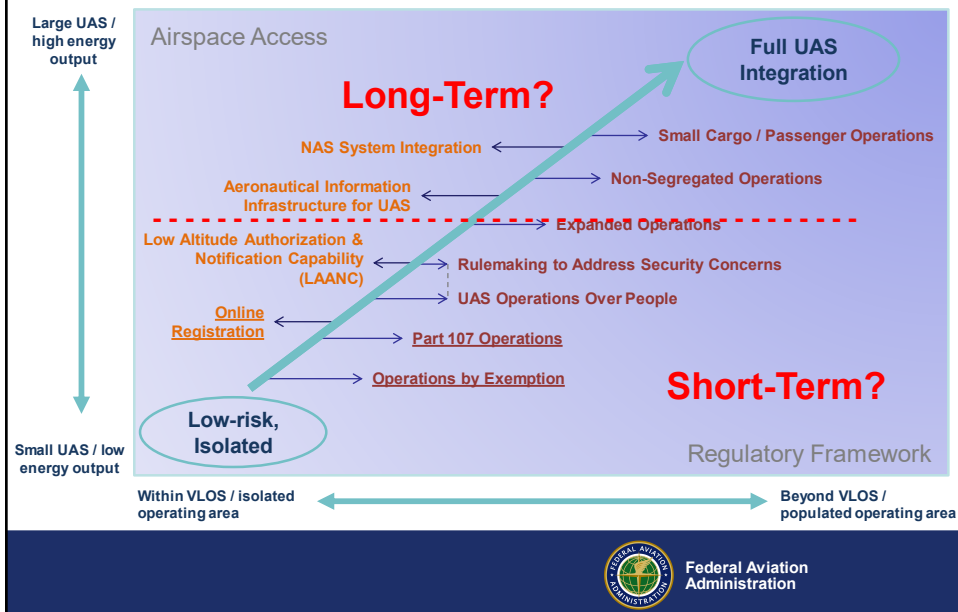 Large UAS /
high energy
output
Airspace Access
Full UAS
Integration
Long-Term?
Small Cargo / Passenger Operations
NAS System Integration
Non-Segregated Operations
Aeronautical Information
Infrastructure for UAS
Expanded Operations
Low Altitude Authorization &
Notification Capability
(LAANC)
Rulemaking to Address Security Concerns
UAS Operations Over People
Online
Registration
Part 107 Operations
Operations by Exemption
Short-Term?
Low-risk,
Isolated
Small UAS / low
energy output
Regulatory Framework
Within VLOS / isolated
operating area
Beyond VLOS /
populated operating area
FEDERAL AVIATION
ADMINISTRATION
Federal Aviation
Administration